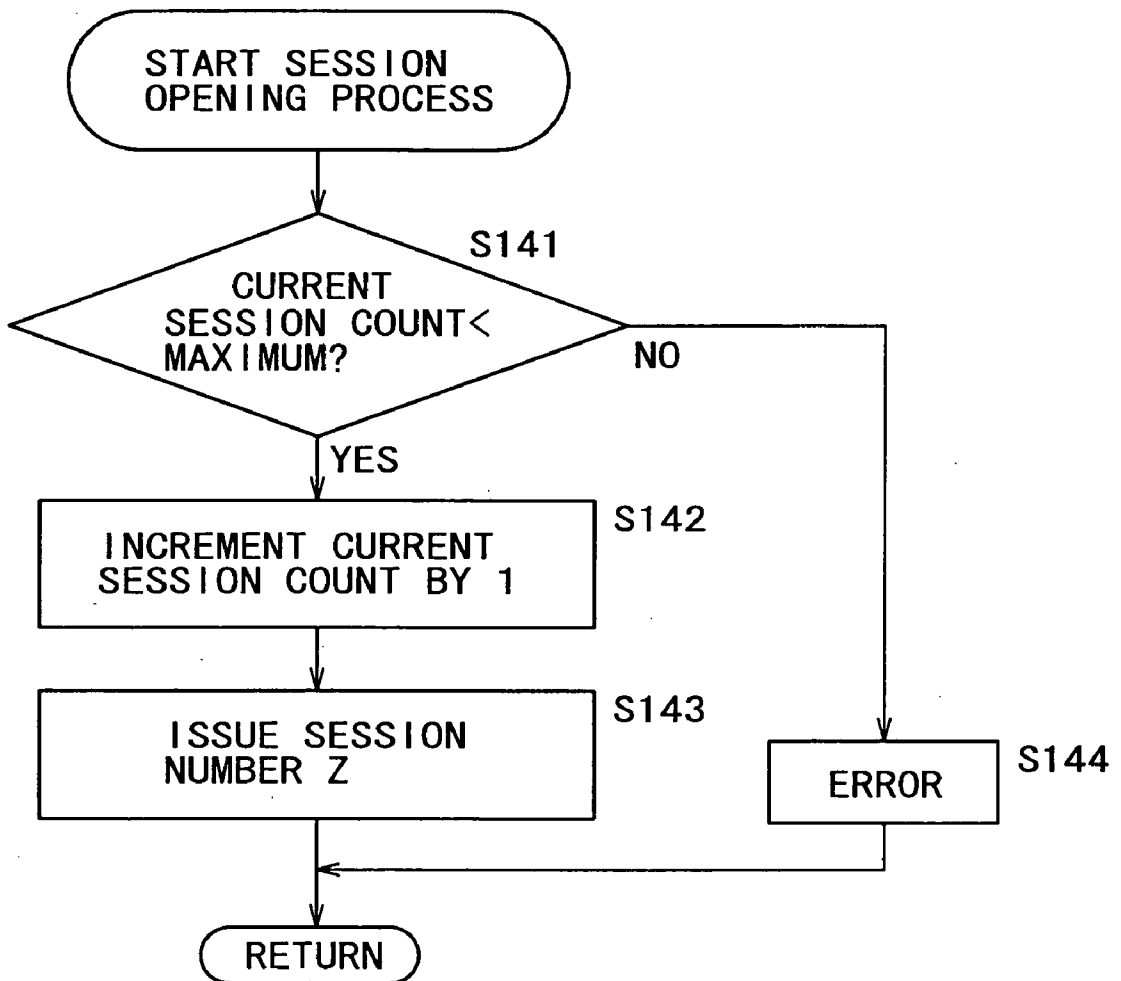 START SESSION
OPENING PROCESS
S141
CURRENT
SESSION COUNT<
MAXIMUM?
NO
YES
S142
INCREMENT CURRENT
SESSION COUNT BY 1
S143
ISSUE SESSION
NUMBER Z
S144
ERROR
RETURN